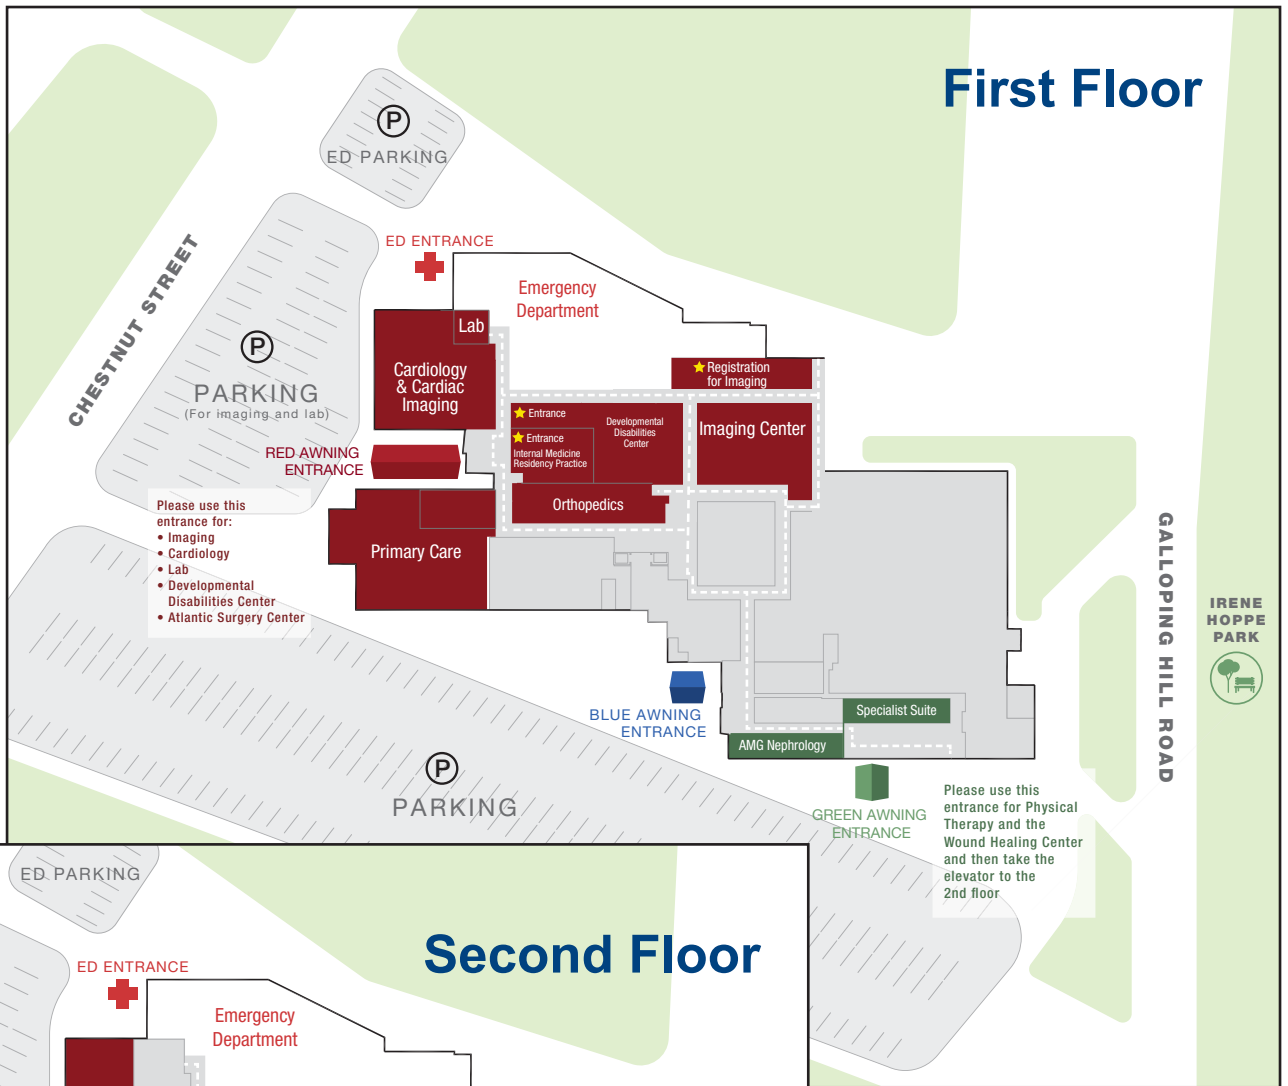 First Floor
P
ED PARKING
CHESTNUT STREET
ED ENTRANCE
Emergency
Department
Lab
P
PARKING
(For imaging and lab)
Cardiology
& Cardiac
Imaging
Registration
for Imaging
Entrance
Developmental
Disabilities
Center
Imaging Center
Entrance
Internal Medicine
Residency Practice
RED AWNING
ENTRANCE
Orthopedics
Please use this
entrance for:
• Imaging
• Cardiology
• Lab
• Developmental
Disabilities Center
• Atlantic Surgery Center
Primary Care
GALLOPING HILL ROAD
IRENE
HOPPE
PARK
BLUE AWNING
ENTRANCE
Specialist Suite
AMG Nephrology
P
PARKING
GREEN AWNING
ENTRANCE
Please use this
entrance for Physical
Therapy and the
Wound Healing Center
and then take the
elevator to the
2nd floor
ED PARKING
Second Floor
ED ENTRANCE
Emergency
Department